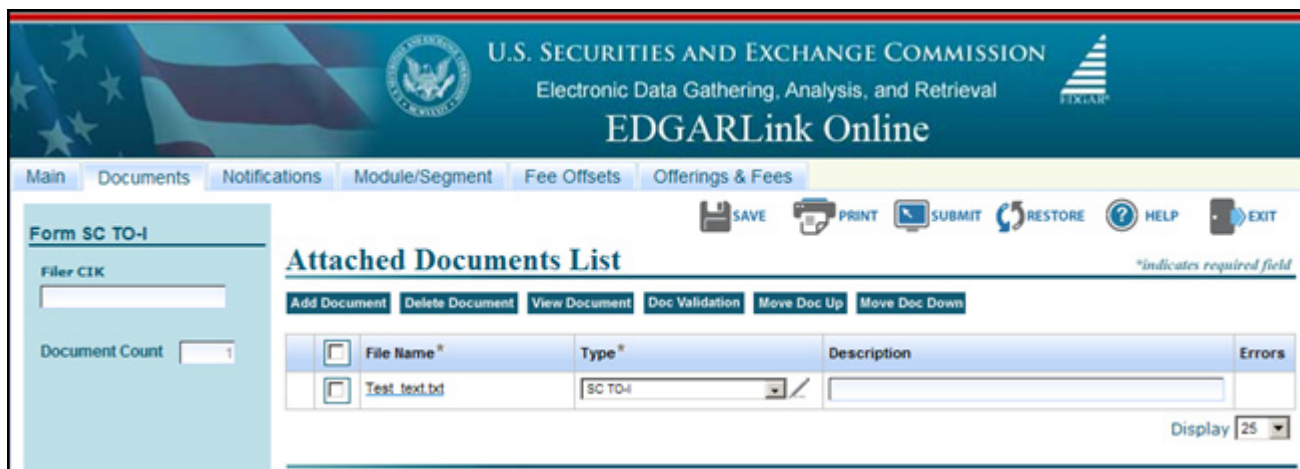 U.S. SECURITIES AND EXCHANGE COMMISSION
Electronic Data Gathering, Analysis, and Retrieval
EDGAR®
EDGARLink Online
Main Documents Notifications Module/Segment Fee Offsets Offerings & Fees
SAVE PRINT SUBMIT RESTORE ? HELP EXIT
Form SC TO-I
Filer CIK
Document Count 1
Attached Documents List
*indicates required field
Add Document Delete Document View Document Doc Validation Move Doc Up Move Doc Down
File Name* Type* Description Errors
Test_text.txt SC TO-I
Display 25